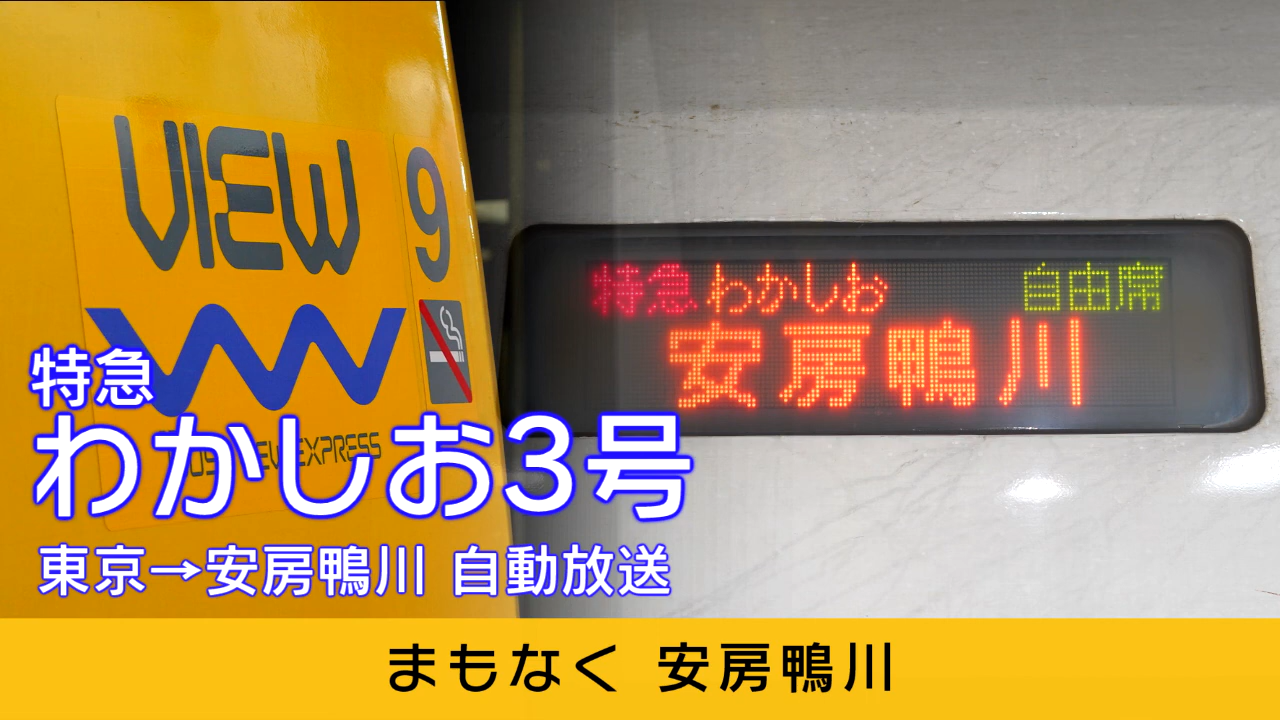 VIEW
9
特急 わかしお 自由席
安房鴨川
特急
わかしお3号
EXPRESS
東京→安房鴨川 自動放送
まもなく 安房鴨川